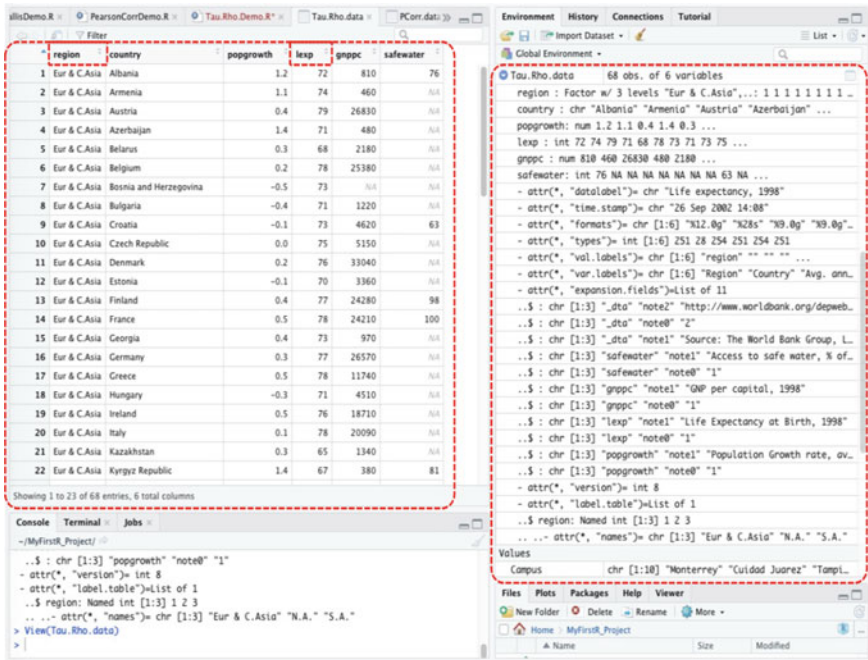 allisDemo.R × PearsonCorrDemo.R × Tau.Rho.Demo.R* × Tau.Rho.data × PCorr.data
Filter
region country popgrowth lexp gnppc safewater
1 Eur & C.Asia Albania 1.2 72 810 76
2 Eur & C.Asia Armenia 1.1 74 460 NA
3 Eur & C.Asia Austria 0.4 79 26830 NA
4 Eur & C.Asia Azerbaijan 1.4 71 480 NA
5 Eur & C.Asia Belarus 0.3 68 2180 NA
6 Eur & C.Asia Belgium 0.2 78 25380 NA
7 Eur & C.Asia Bosnia and Herzegovina -0.5 73 NA NA
8 Eur & C.Asia Bulgaria -0.4 71 1220 NA
9 Eur & C.Asia Croatia -0.1 73 4620 63
10 Eur & C.Asia Czech Republic 0.0 75 5150 NA
11 Eur & C.Asia Denmark 0.2 76 33040 NA
12 Eur & C.Asia Estonia -0.1 70 3360 NA
13 Eur & C.Asia Finland 0.4 77 24280 98
14 Eur & C.Asia France 0.5 78 24210 100
15 Eur & C.Asia Georgia 0.4 73 970 NA
16 Eur & C.Asia Germany 0.3 77 26570 NA
17 Eur & C.Asia Greece 0.5 78 11740 NA
18 Eur & C.Asia Hungary -0.3 71 4510 NA
19 Eur & C.Asia Ireland 0.5 76 18710 NA
20 Eur & C.Asia Italy 0.1 78 20090 NA
21 Eur & C.Asia Kazakhstan 0.3 65 1340 NA
22 Eur & C.Asia Kyrgyz Republic 1.4 67 380 81
Showing 1 to 23 of 68 entries, 6 total columns
Console Terminal × Jobs ×
~/MyFirstR_Project/
..$ : chr [1:3] "popgrowth" "note0" "1"
- attr(*, "version")= int 8
- attr(*, "label.table")=List of 1
..$ region: Named int [1:3] 1 2 3
.. ..- attr(*, "names")= chr [1:3] "Eur & C.Asia" "N.A." "S.A."
> View(Tau.Rho.data)
>
Environment History Connections Tutorial
Import Dataset List
Global Environment
Tau.Rho.data 68 obs. of 6 variables
region : Factor w/ 3 levels "Eur & C.Asia",..: 1 1 1 1 1 1 1 1 …
country : chr "Albania" "Armenia" "Austria" "Azerbaijan" ...
popgrowth: num 1.2 1.1 0.4 1.4 0.3 ...
lexp : int 72 74 79 71 68 78 73 71 73 75 ...
gnppc : num 810 460 26830 480 2180 ...
safewater: int 76 NA NA NA NA NA NA NA 63 NA ...
- attr(*, "datalabel")= chr "Life expectancy, 1998"
- attr(*, "time.stamp")= chr "26 Sep 2002 14:08"
- attr(*, "formats")= chr [1:6] "%12.0g" "%28s" "%9.0g" "%9.0g"…
- attr(*, "types")= int [1:6] 251 28 254 251 254 251
- attr(*, "val.labels")= chr [1:6] "region" "" "" "" ...
- attr(*, "var.labels")= chr [1:6] "Region" "Country" "Avg. ann…
- attr(*, "expansion.fields")=List of 11
..$ : chr [1:3] "_dta" "note2" "http://www.worldbank.org/depweb…
..$ : chr [1:3] "_dta" "note0" "2"
..$ : chr [1:3] "_dta" "note1" "Source: The World Bank Group, L…
..$ : chr [1:3] "safewater" "note1" "Access to safe water, % of…
..$ : chr [1:3] "safewater" "note0" "1"
..$ : chr [1:3] "gnppc" "note1" "GNP per capital, 1998"
..$ : chr [1:3] "gnppc" "note0" "1"
..$ : chr [1:3] "lexp" "note1" "Life Expectancy at Birth, 1998"
..$ : chr [1:3] "lexp" "note0" "1"
..$ : chr [1:3] "popgrowth" "note1" "Population Growth rate, av…
..$ : chr [1:3] "popgrowth" "note0" "1"
- attr(*, "version")= int 8
- attr(*, "label.table")=List of 1
..$ region: Named int [1:3] 1 2 3
.. ..- attr(*, "names")= chr [1:3] "Eur & C.Asia" "N.A." "S.A."
Values
Campus chr [1:10] "Monterrey" "Cuidad Juarez" "Tampi…
Files Plots Packages Help Viewer
New Folder Delete Rename More
Home MyFirstR_Project
Name Size Modified